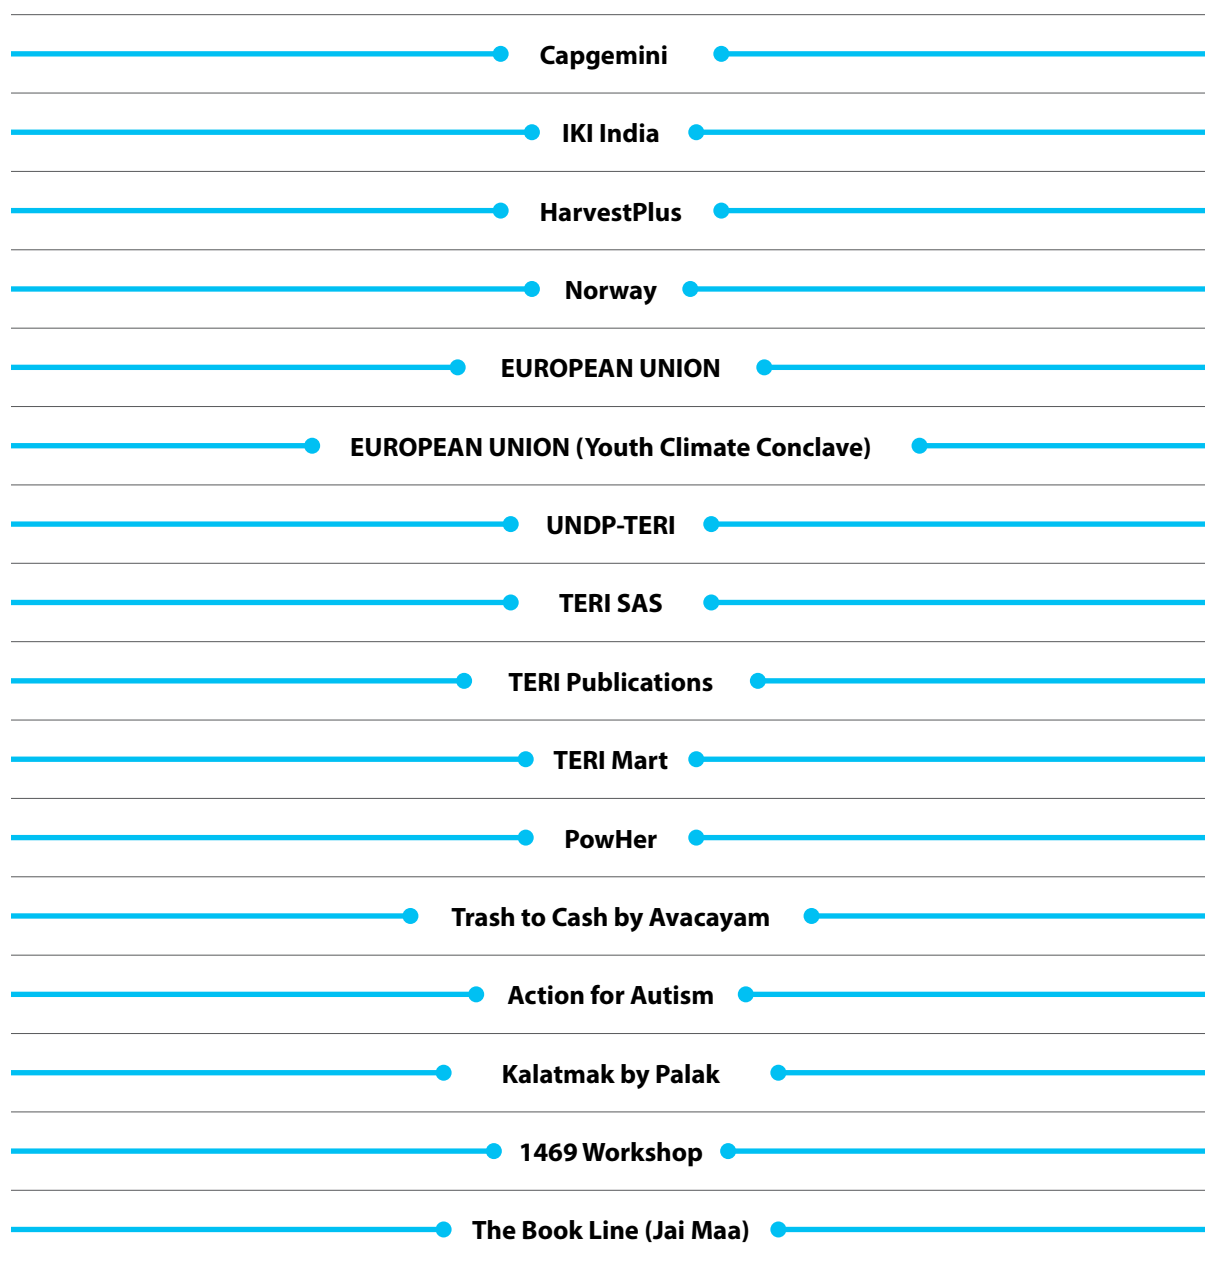 Capgemini
IKI India
HarvestPlus
Norway
EUROPEAN UNION
EUROPEAN UNION (Youth Climate Conclave)
UNDP-TERI
TERI SAS
TERI Publications
TERI Mart
PowHer
Trash to Cash by Avacayam
Action for Autism
Kalatmak by Palak
1469 Workshop
The Book Line (Jai Maa)